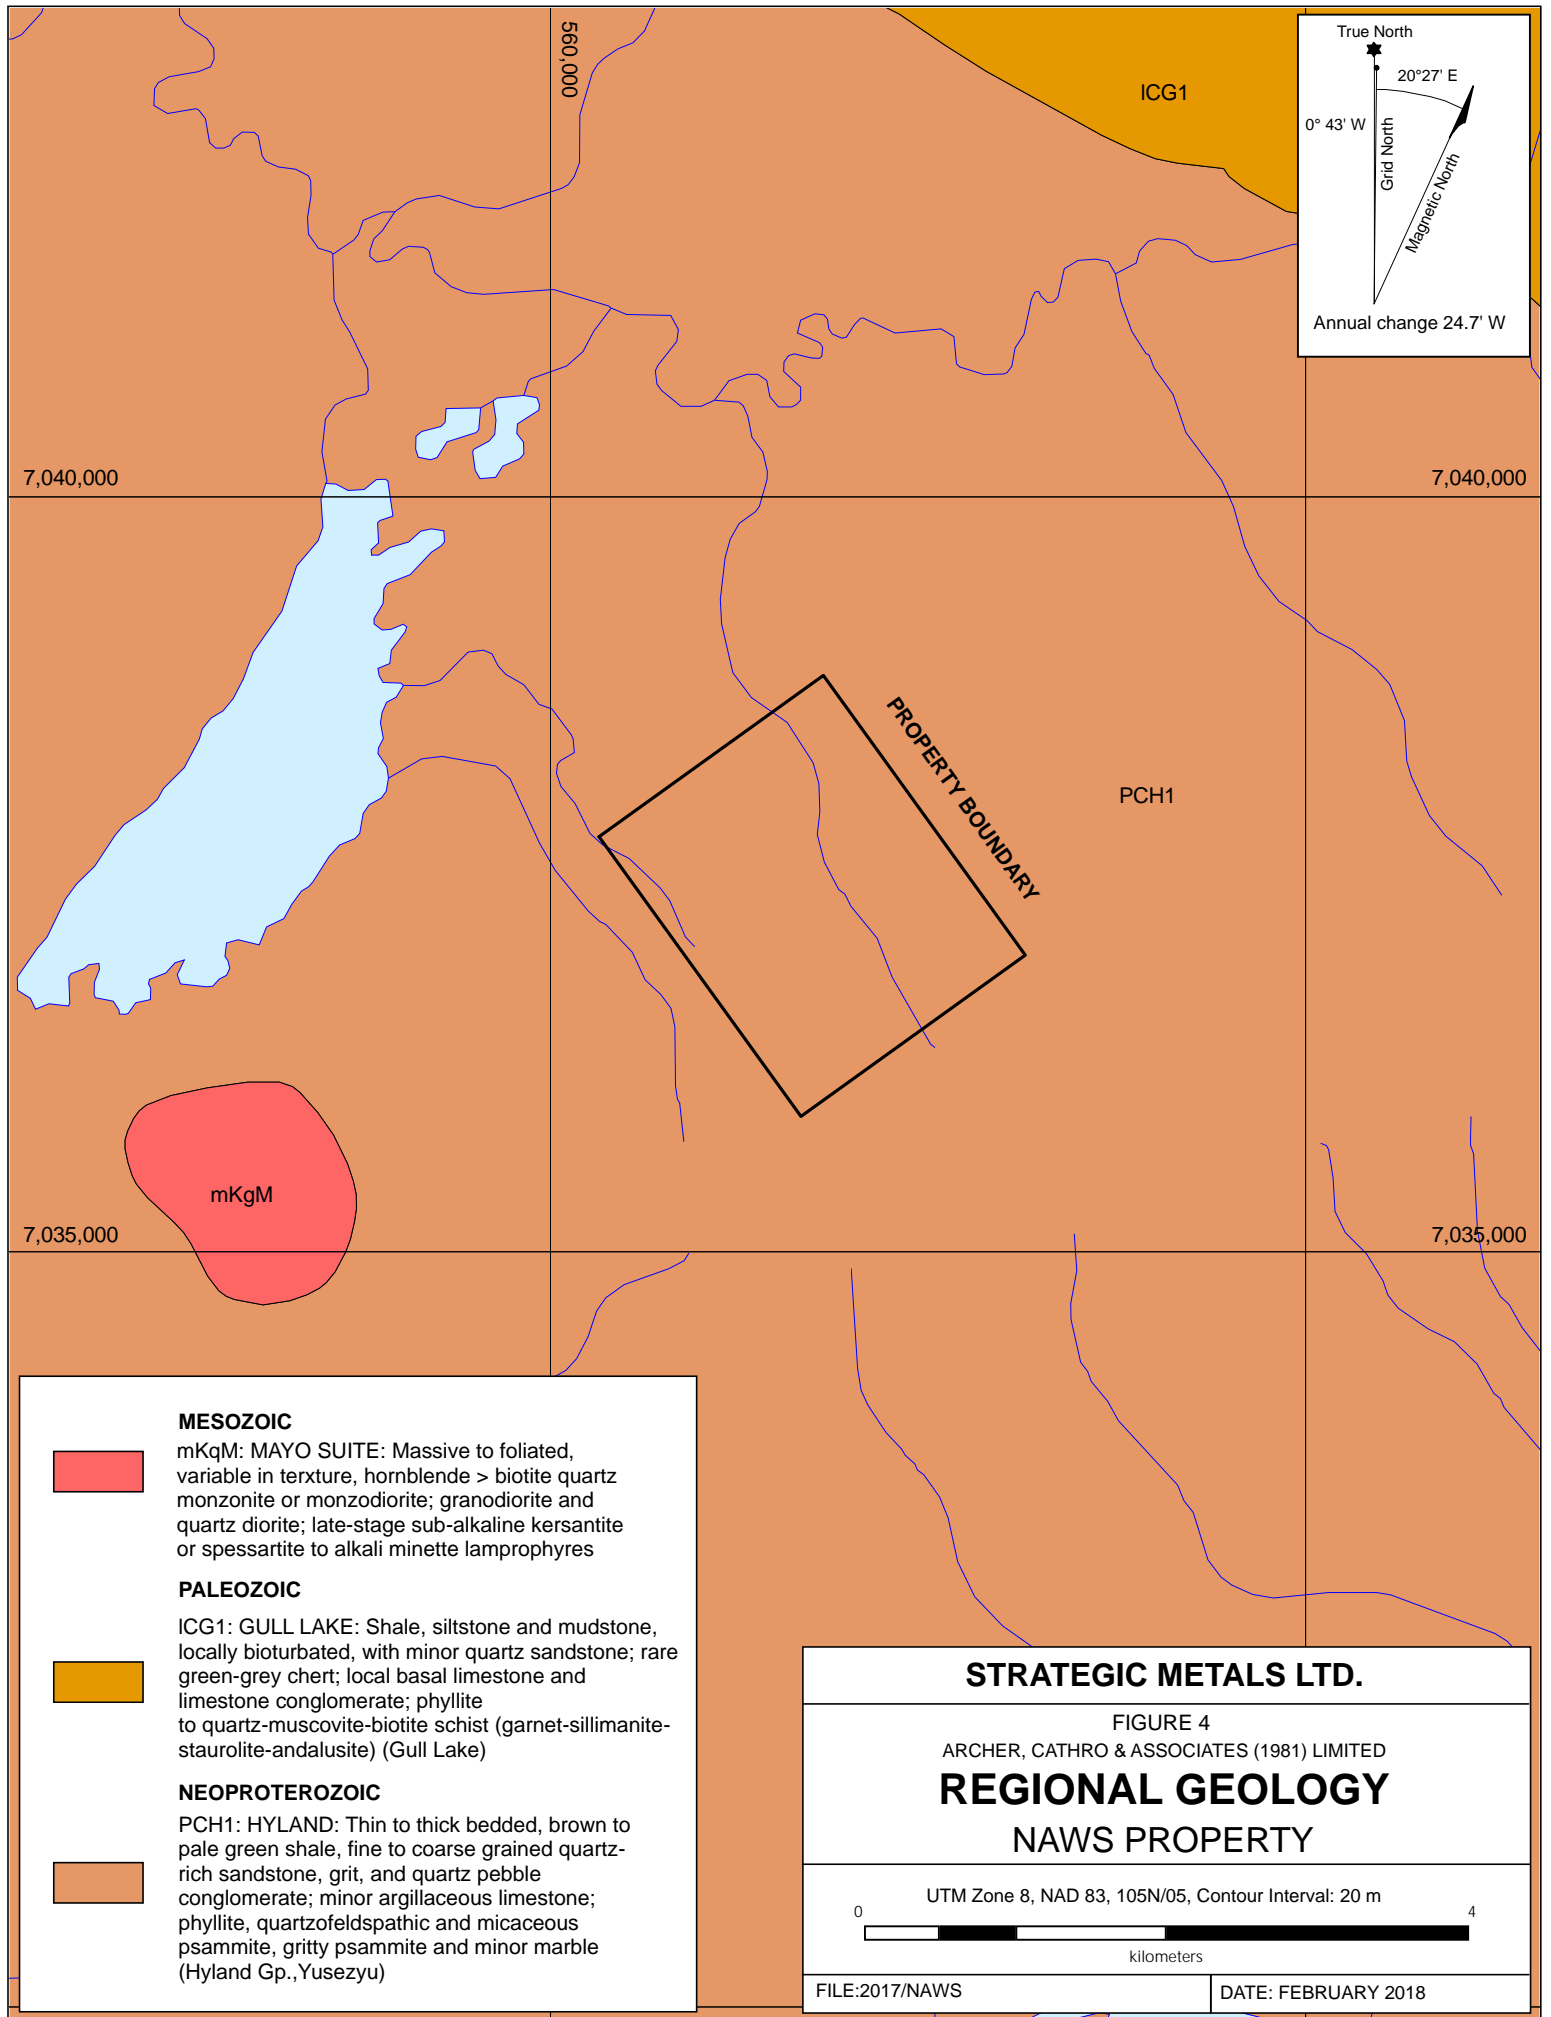 560,000
ICG1
True North
20°27' E
0° 43' W
Grid North
Magnetic North
Annual change 24.7' W
7,040,000
7,040,000
PROPERTY BOUNDARY
PCH1
mKgM
7,035,000
7,035,000
MESOZOIC
mKqM: MAYO SUITE: Massive to foliated,
variable in terxture, hornblende > biotite quartz
monzonite or monzodiorite; granodiorite and
quartz diorite; late-stage sub-alkaline kersantite
or spessartite to alkali minette lamprophyres
PALEOZOIC
ICG1: GULL LAKE: Shale, siltstone and mudstone,
locally bioturbated, with minor quartz sandstone; rare
green-grey chert; local basal limestone and
limestone conglomerate; phyllite
to quartz-muscovite-biotite schist (garnet-sillimanite-
staurolite-andalusite) (Gull Lake)
NEOPROTEROZOIC
PCH1: HYLAND: Thin to thick bedded, brown to
pale green shale, fine to coarse grained quartz-
rich sandstone, grit, and quartz pebble
conglomerate; minor argillaceous limestone;
phyllite, quartzofeldspathic and micaceous
psammite, gritty psammite and minor marble
(Hyland Gp.,Yusezyu)
STRATEGIC METALS LTD.
FIGURE 4
ARCHER, CATHRO & ASSOCIATES (1981) LIMITED
REGIONAL GEOLOGY
NAWS PROPERTY
UTM Zone 8, NAD 83, 105N/05, Contour Interval: 20 m
0 4
kilometers
FILE:2017/NAWS
DATE: FEBRUARY 2018